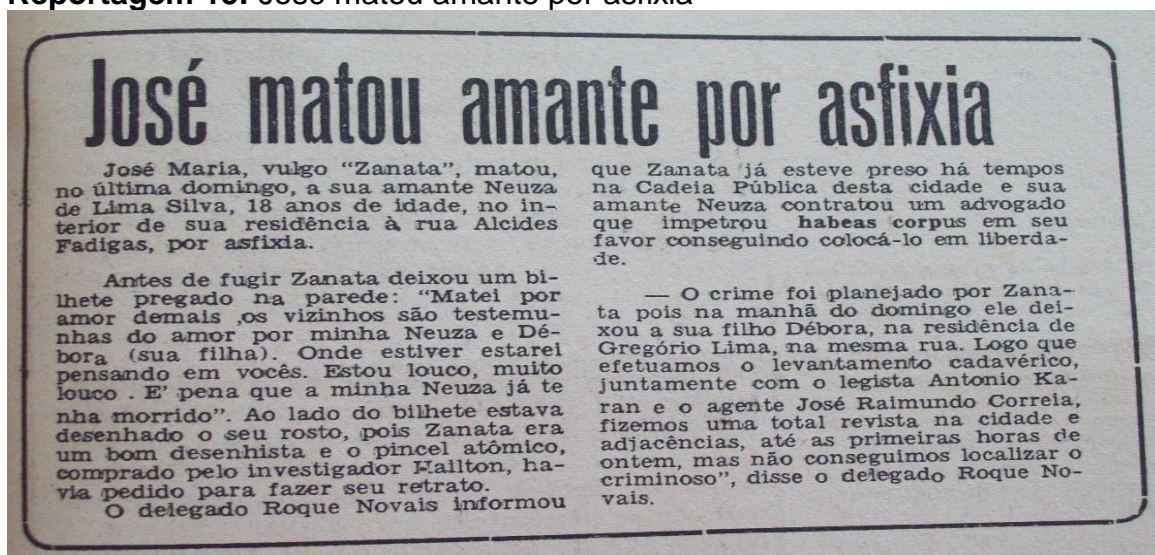 Reportagem 10: José matou amante por asfixia
José matou amante por asfixia
José Maria, vulgo “Zanata”, matou,
no última domingo, a sua amante Neuza
de Lima Silva, 18 anos de idade, no in-
terior de sua residência à rua Alcides
Fadigas, por asfixia.
Antes de fugir Zanata deixou um bi-
lhete pregado na parede: “Matei por
amor demais ,os vizinhos são testemu-
nhas do amor por minha Neuza e Dé-
bora (sua filha). Onde estiver estarei
pensando em vocês. Estou louco, muito
louco . E' pena que a minha Neuza já te
nha morrido”. Ao lado do bilhete estava
desenhado o seu rosto, pois Zanata era
um bom desenhista e o pincel atômico,
comprado pelo investigador Hailton, ha-
via pedido para fazer seu retrato.
O delegado Roque Novais informou
que Zanata já esteve preso há tempos
na Cadeia Pública desta cidade e sua
amante Neuza contratou um advogado
que impetrou habeas corpus em seu
favor conseguindo colocá-lo em liberda-
de.
— O crime foi planejado por Zana-
ta pois na manhã do domingo ele dei-
xou a sua filho Débora, na residência de
Gregório Lima, na mesma rua. Logo que
efetuamos o levantamento cadavérico,
juntamente com o legista Antonio Ka-
ran e o agente José Raimundo Correia,
fizemos uma total revista na cidade e
adjacências, até as primeiras horas de
ontem, mas não conseguimos localizar o
criminoso”, disse o delegado Roque No-
vais.